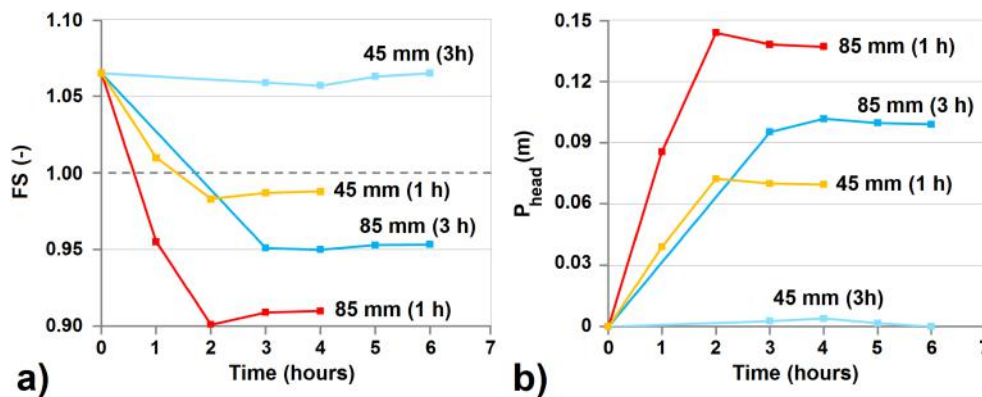 1.10
1.05
1.00
0.95
0.90
FS (-)
45 mm (3h)
45 mm (1 h)
85 mm (3 h)
85 mm (1 h)
0 1 2 3 4 5 6 7
Time (hours)
a)
0.15
0.12
0.09
0.06
0.03
0
P head (m)
85 mm (1 h)
85 mm (3 h)
45 mm (1 h)
45 mm (3h)
0 1 2 3 4 5 6 7
Time (hours)
b)